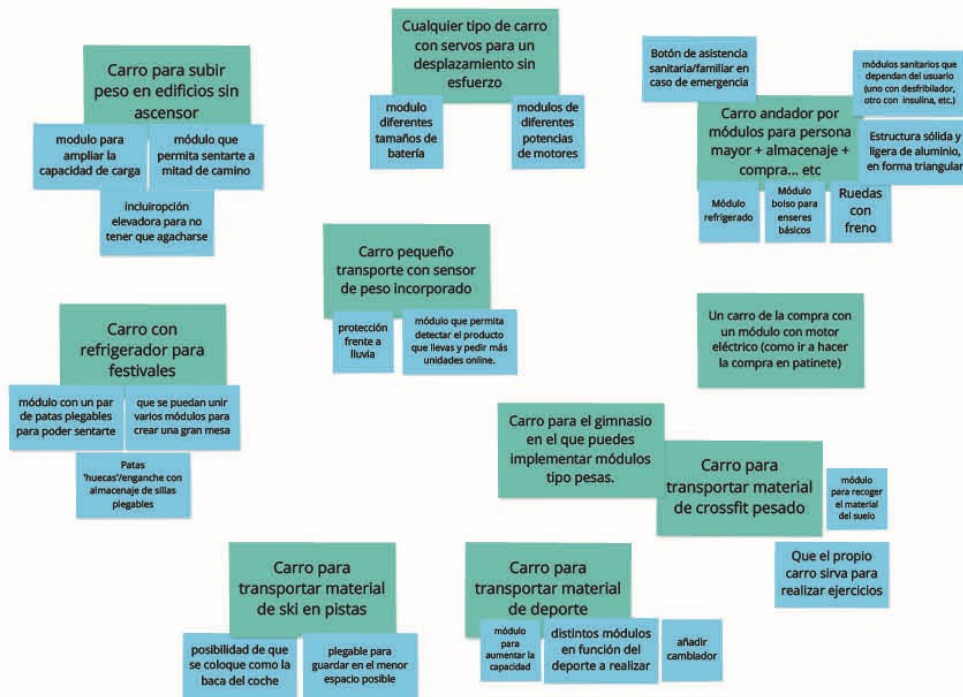 Carro para subir
peso en edificios sin
ascensor
modulo para
ampliar la
capacidad de carga
módulo que
permita sentarte a
mitad de camino
incluiropción
elevadora para no
tener que agacharse
Cualquier tipo de carro
con servos para un
desplazamiento sin
esfuerzo
modulo
diferentes
tamaños de
batería
modulos de
diferentes
potencias de
motores
Botón de asistencia
sanitaria/familiar en
caso de emergencia
módulos sanitarios que
dependan del usuario
(uno con desfribilador,
otro con insulina, etc.)
Carro andador por
módulos para persona
mayor + almacenaje +
compra... etc
Estructura sólida y
ligera de aluminio,
en forma triangular
Módulo
refrigerado
Módulo
bolso para
enseres
básicos
Ruedas
con
freno
Carro pequeño
transporte con sensor
de peso incorporado
protección
frente a
lluvia
módulo que permita
detectar el producto
que llevas y pedir más
unidades online.
Carro con
refrigerador para
festivales
módulo con un par
de patas plegables
para poder sentarte
que se puedan unir
varios módulos para
crear una gran mesa
Patas
"huecas"/enganche con
almacenaje de sillas
plegables
Un carro de la compra con
un módulo con motor
eléctrico (como ir a hacer
la compra en patinete)
Carro para el gimnasio
en el que puedes
implementar módulos
tipo pesas.
Carro para
transportar material
de crossfit pesado
módulo
para recoger
el material
del suelo
Que el propio
carro sirva para
realizar ejercicios
Carro para
transportar material
de ski en pistas
posibilidad de que
se coloque como la
baca del coche
plegable para
guardar en el menor
espacio posible
Carro para
transportar material
de deporte
módulo
para
aumentar la
capacidad
distintos módulos
en función del
deporte a realizar
añadir
cambiador